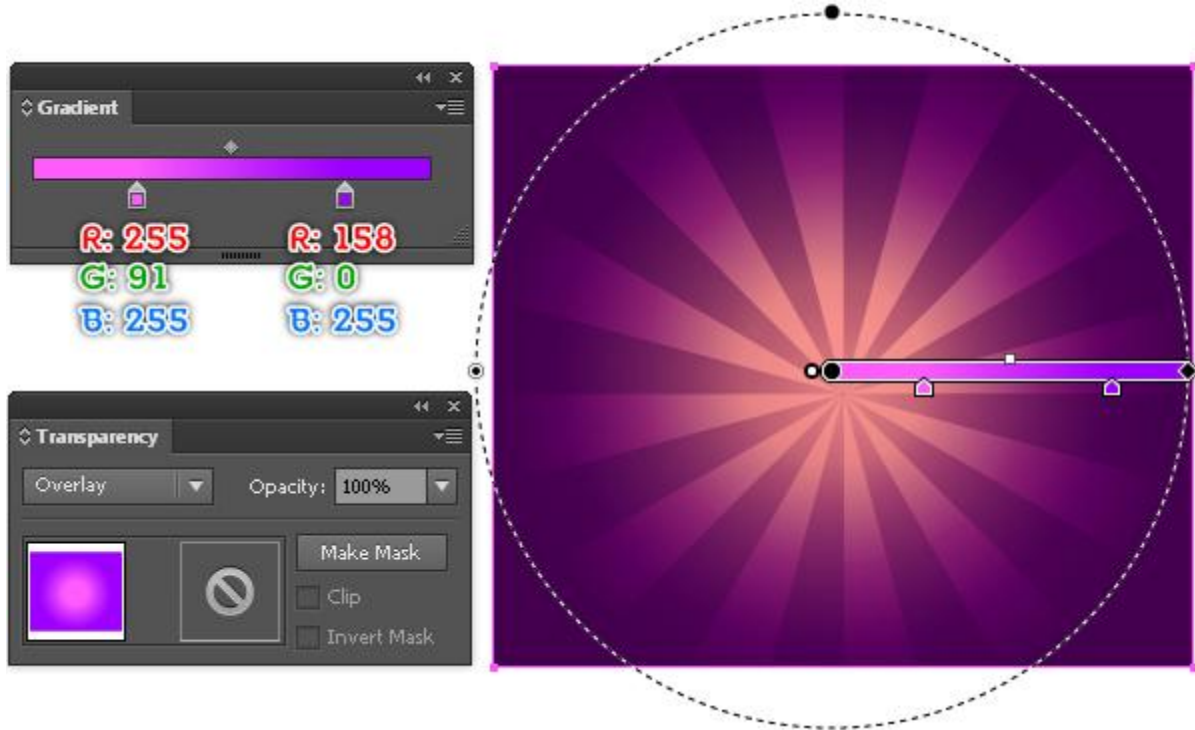 Gradient
R: 255 R: 158
G: 91 G: 0
B: 255 B: 255
Transparency
Overlay Opacity: 100%
Make Mask
Clip
Invert Mask